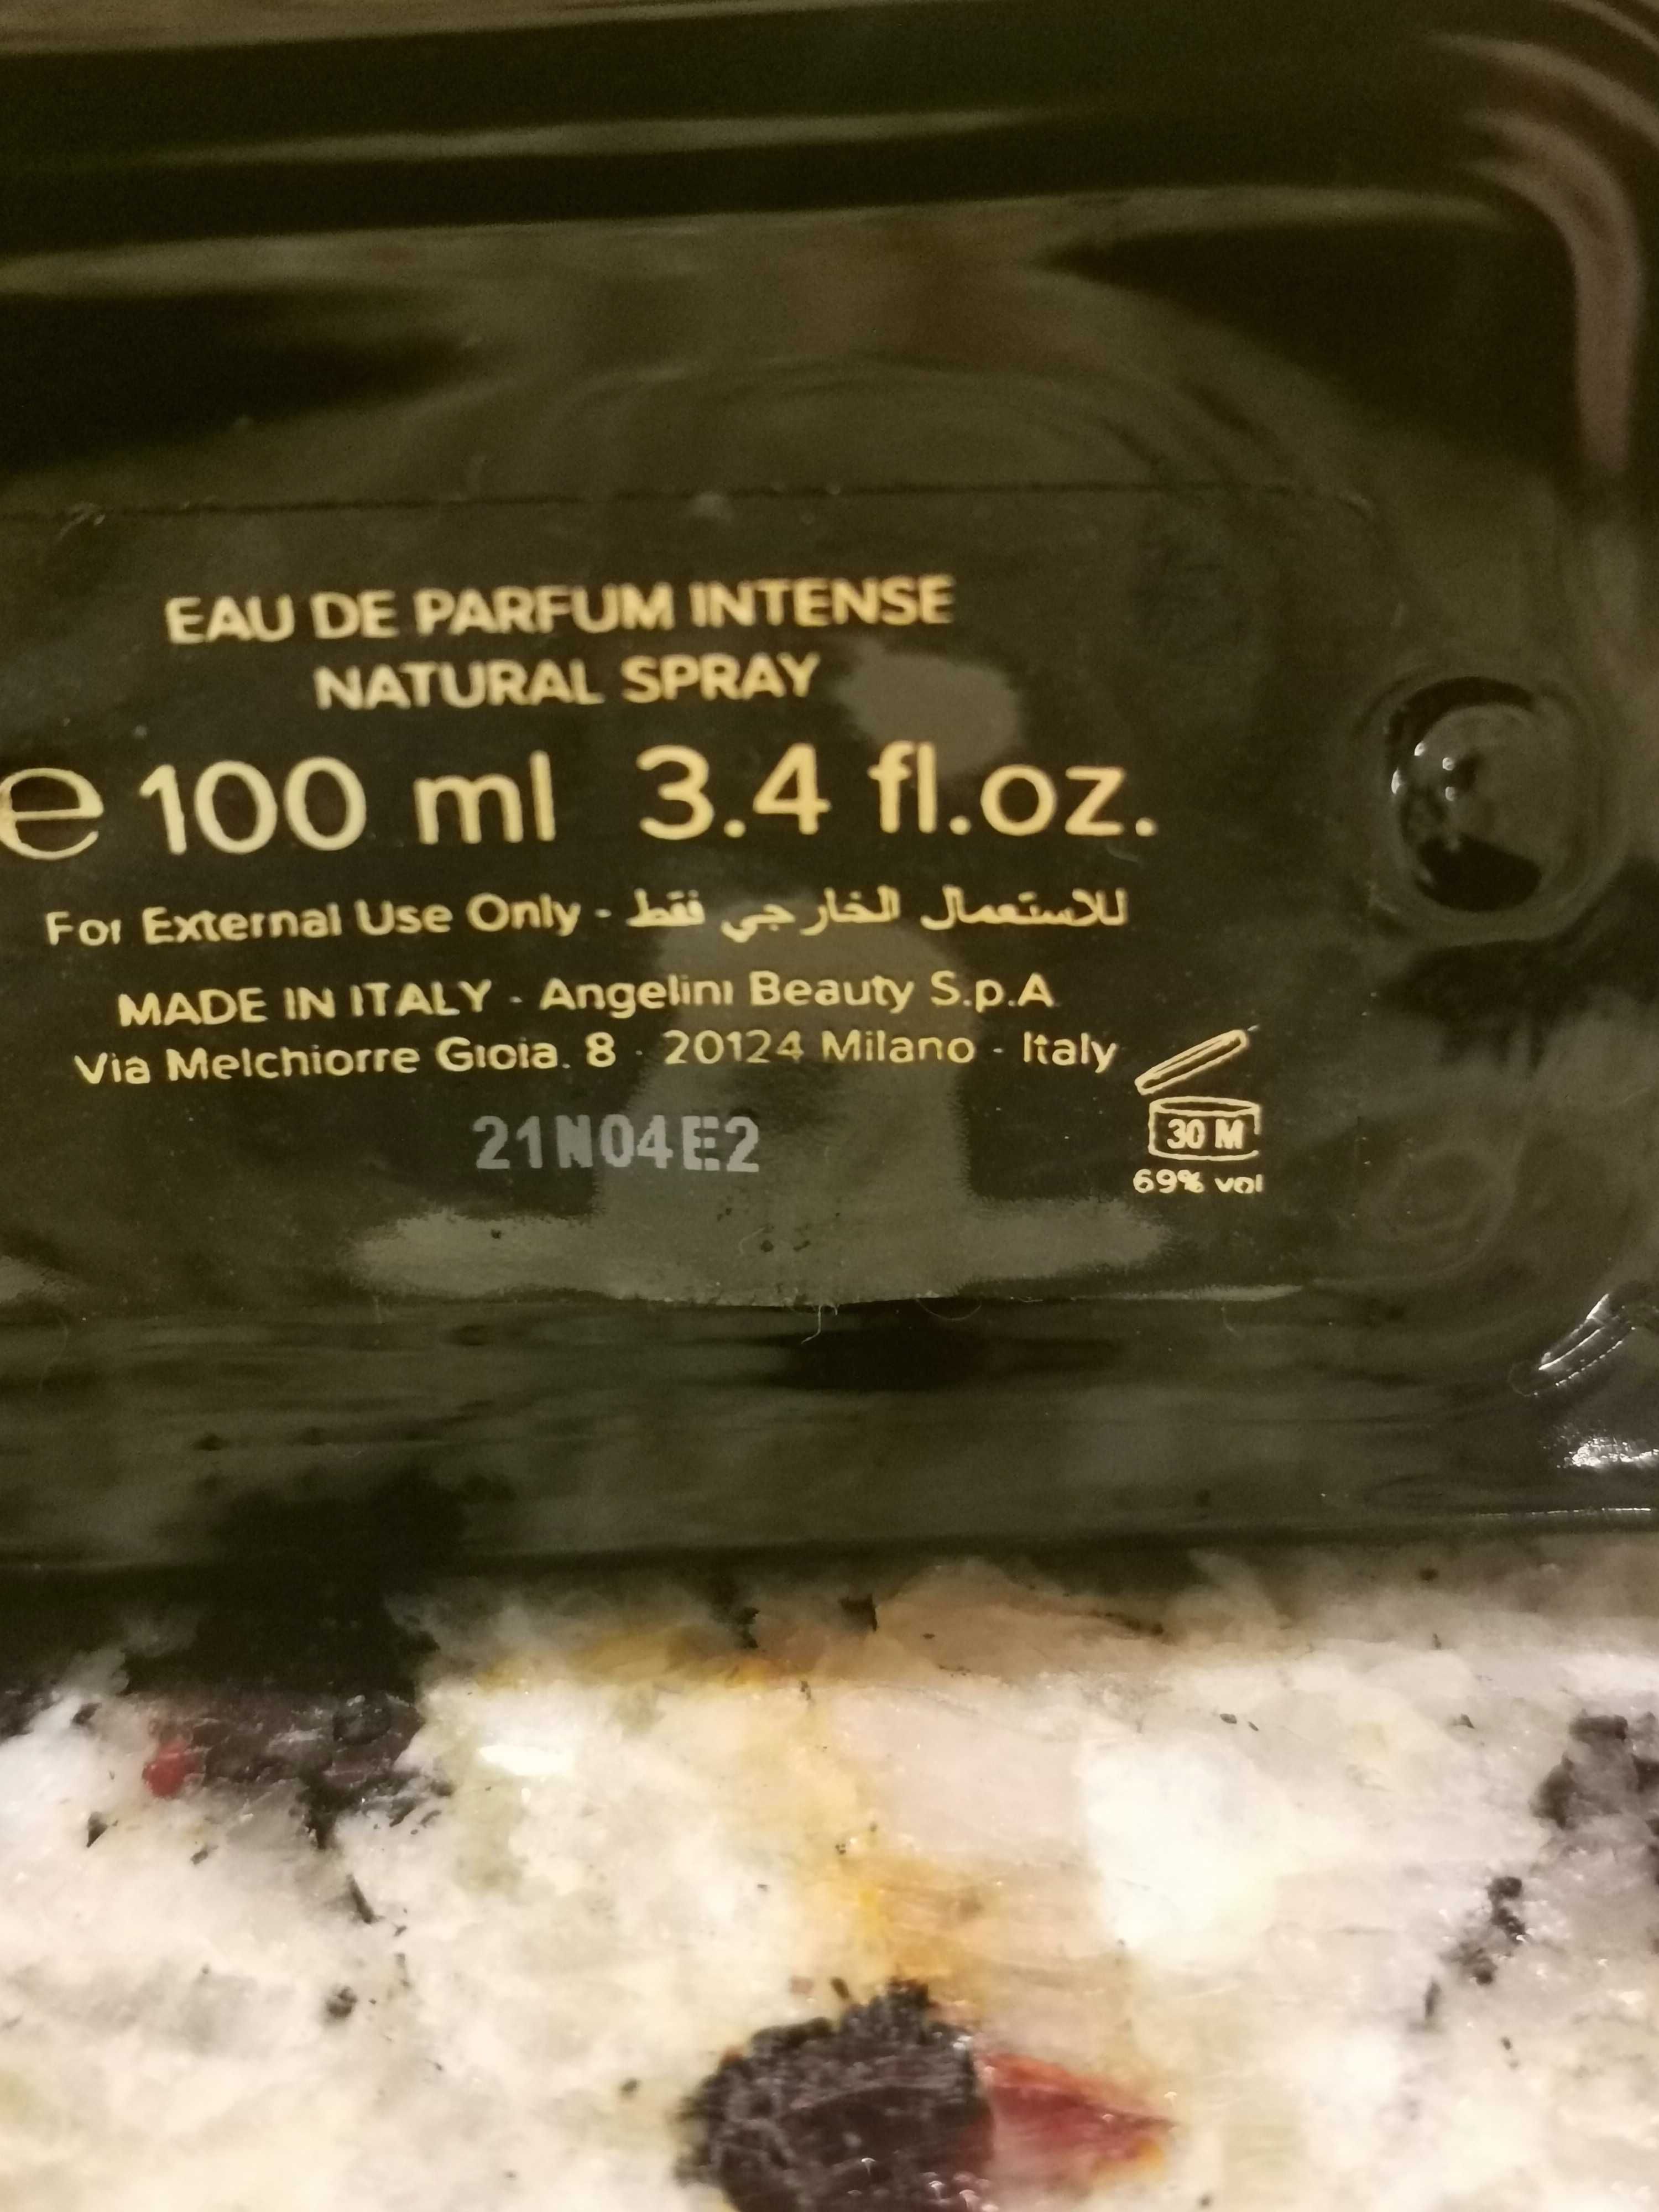 EAU DE PARFUM INTENSE
NATURAL SPRAY
e 100 ml 3.4 fl.oz.
For External Use Only - للاستعمال الخارجي فقط
MADE IN ITALY - Angelini Beauty S.p.A
Via Melchiorre Gioia, 8 - 20124 Milano - Italy
21N04E2
30 M
69% vol